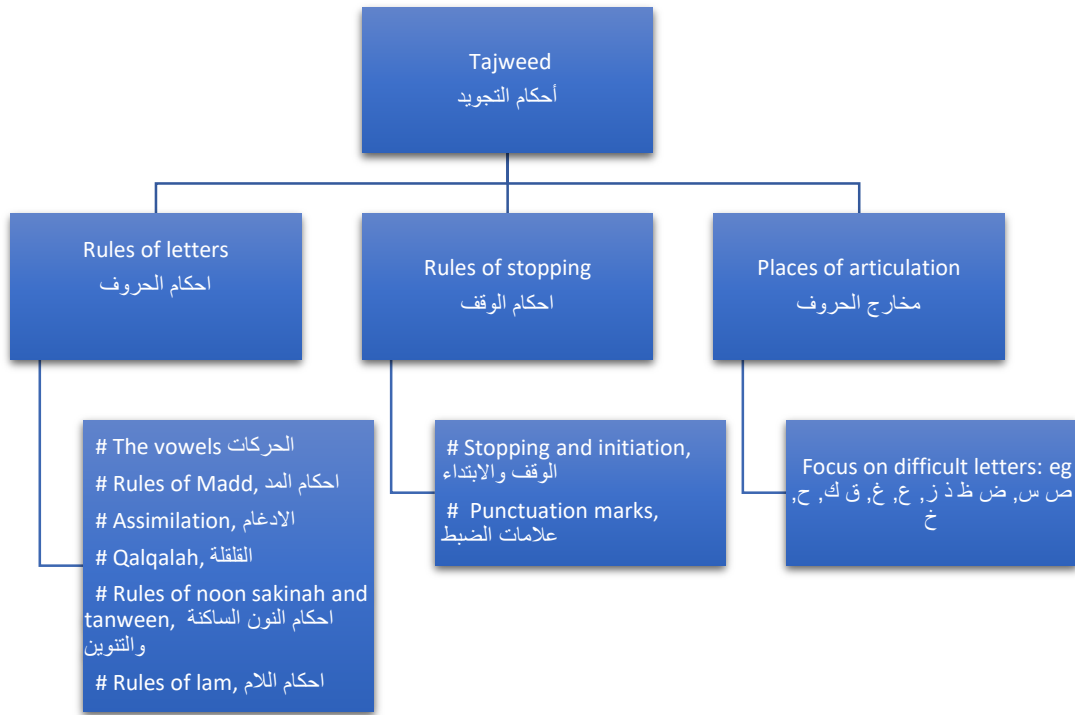 Tajweed
أحكام التجويد
Rules of letters
احكام الحروف
Rules of stopping
احكام الوقف
Places of articulation
مخارج الحروف
# The vowels الحركات
# Rules of Madd, احكام المد
# Assimilation, الادغام
# Qalqalah, القلقلة
# Rules of noon sakinah and
tanween, احكام النون الساكنة
والتنوين
# Rules of lam, احكام اللام
# Stopping and initiation,
الوقف والابتداء
# Punctuation marks,
علامات الضبط
Focus on difficult letters: eg
ص س, ض ظ ذ ز, ع, غ, ق ك, ح,
خ